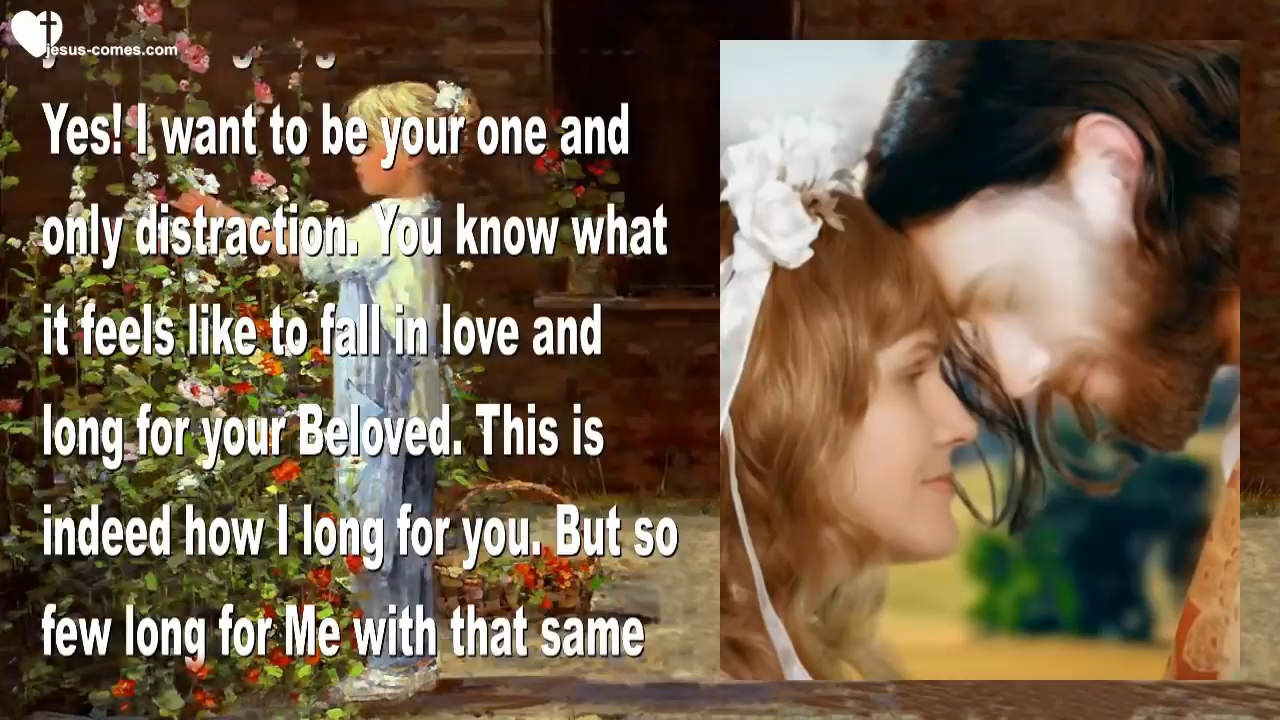 jesus-comes.com
Yes! I want to be your one and
only distraction. You know what
it feels like to fall in love and
long for your Beloved. This is
indeed how I long for you. But so
few long for Me with that same